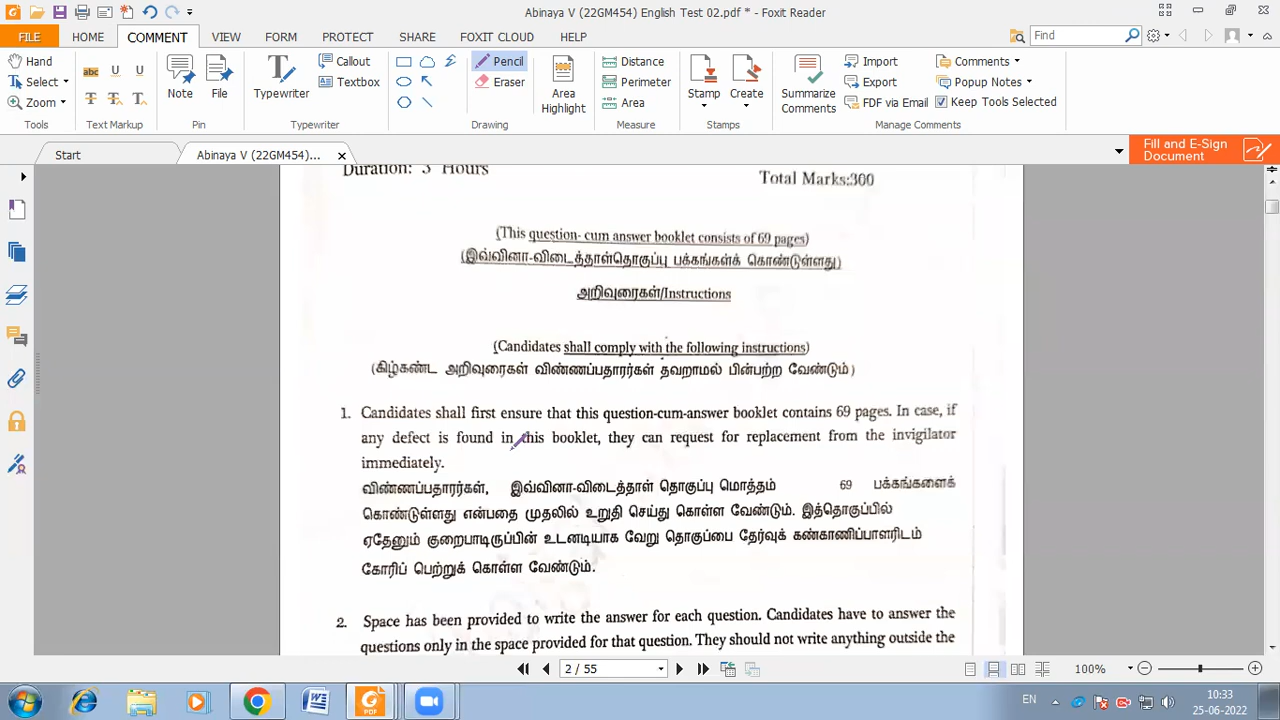 Abinaya V (22GM454) English Test 02.pdf * - Foxit Reader
FILE HOME COMMENT VIEW FORM PROTECT SHARE FOXIT CLOUD HELP Find
Hand
Select
Zoom
Tools
abc U U
T T T
Text Markup
Note File
Pin
Typewriter
Callout
Textbox
Typewriter
Pencil
Eraser
Area
Highlight
Drawing
Distance
Perimeter
Area
Measure
Stamp Create
Stamps
Summarize
Comments
Import
Export
FDF via Email
Comments
Popup Notes
Keep Tools Selected
Manage Comments
Start Abinaya V (22GM454)...
Fill and E-Sign
Document
Duration: 3 Hours
Total Marks:300
(This question- cum answer booklet consists of 69 pages)
(இவ்வினா-விடைத்தாள்தொகுப்பு பக்கங்கள்க் கொண்டுள்ளது)
அறிவுரைகள்/Instructions
(Candidates shall comply with the following instructions)
(கிழ்கண்ட அறிவுரைகள் விண்ணப்பதாரர்கள் தவறாமல் பின்பற்ற வேண்டும்)
1. Candidates shall first ensure that this question-cum-answer booklet contains 69 pages. In case, if
any defect is found in this booklet, they can request for replacement from the invigilator
immediately.
விண்ணப்பதாரர்கள், இவ்வினா-விடைத்தாள் தொகுப்பு மொத்தம் 69 பக்கங்களைக்
கொண்டுள்ளது என்பதை முதலில் உறுதி செய்து கொள்ள வேண்டும். இத்தொகுப்பில்
ஏதேனும் குறைபாடிருப்பின் உடனடியாக வேறு தொகுப்பை தேர்வுக் கண்காணிப்பாளரிடம்
கோரிப் பெற்றுக் கொள்ள வேண்டும்.
2. Space has been provided to write the answer for each question. Candidates have to answer the
questions only in the space provided for that question. They should not write anything outside the
2 / 55
100%
EN
10:33
25-06-2022